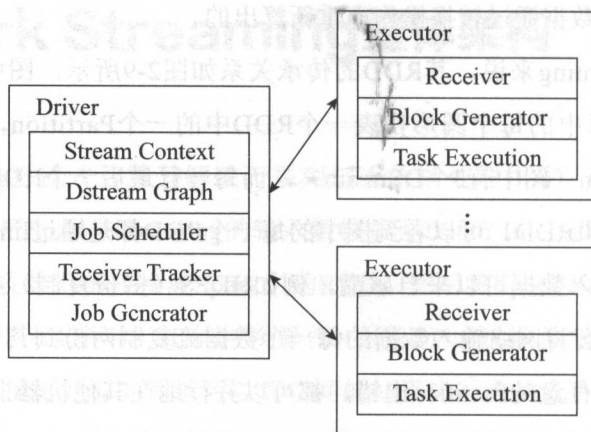 Driver
Stream Context
Dstream Graph
Job Scheduler
Teceiver Tracker
Job Generator
Executor
Receiver
Block Generator
Task Execution
⋮
Executor
Receiver
Block Generator
Task Execution